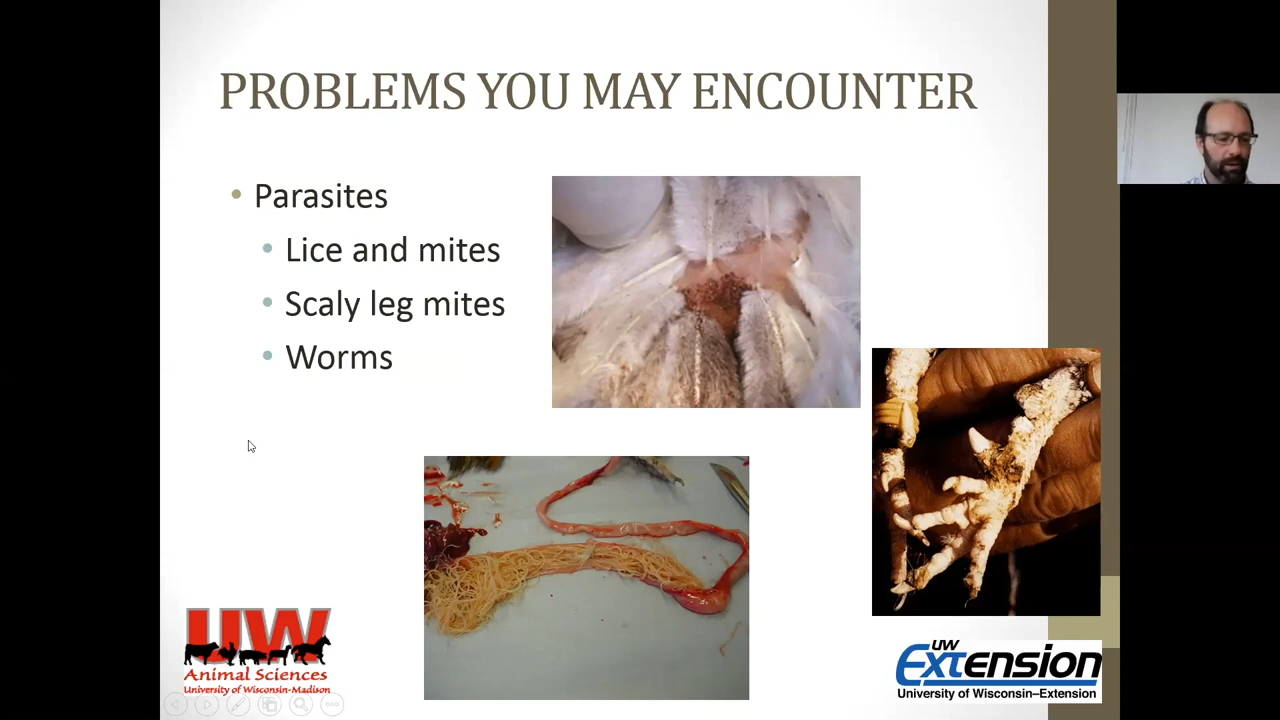 PROBLEMS YOU MAY ENCOUNTER
Parasites
Lice and mites
Scaly leg mites
Worms
UW
Animal Sciences
University of Wisconsin-Madison
UW
Extension
University of Wisconsin–Extension